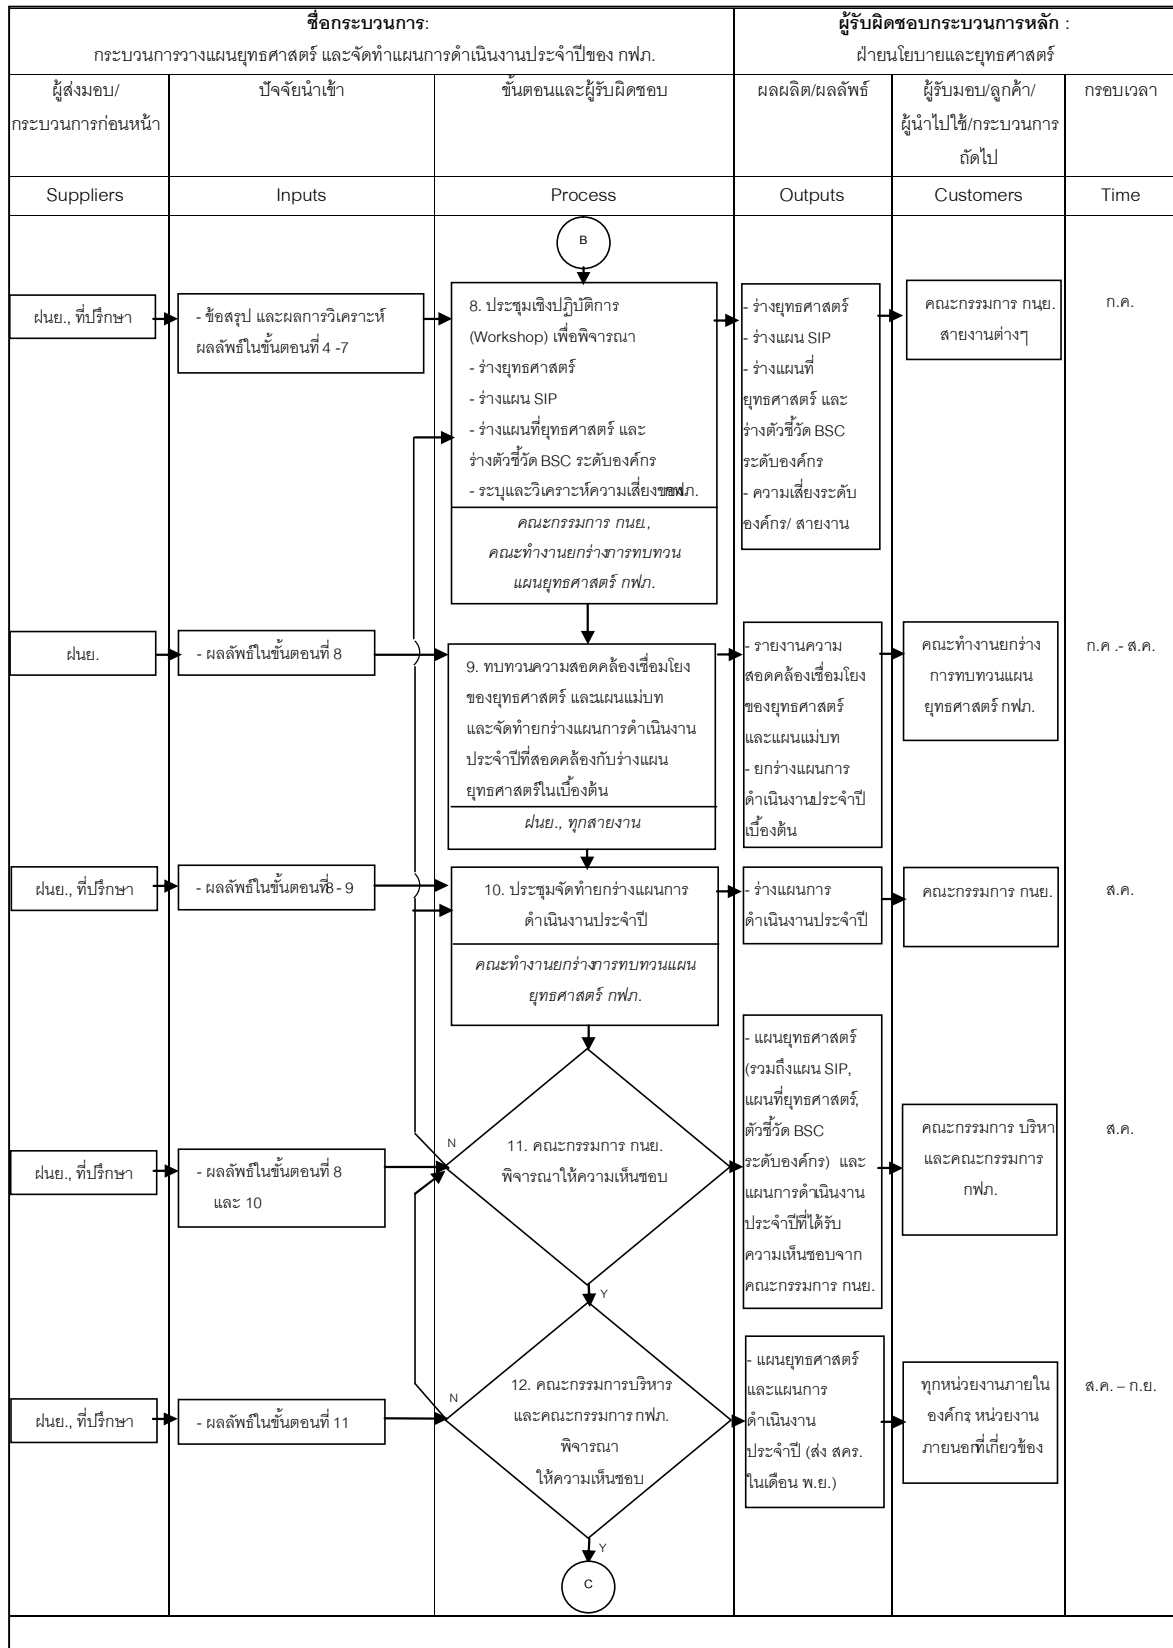 ชื่อกระบวนการ:
กระบวนการวางแผนยุทธศาสตร์ และจัดทำแผนการดำเนินงานประจำปีของ กฟภ.
ผู้รับผิดชอบกระบวนการหลัก :
ฝ่ายนโยบายและยุทธศาสตร์
ผู้ส่งมอบ/
กระบวนการก่อนหน้า
ปัจจัยนำเข้า
ขั้นตอนและผู้รับผิดชอบ
ผลผลิต/ผลลัพธ์
ผู้รับมอบ/ลูกค้า/
ผู้นำไปใช้/กระบวนการ
ถัดไป
กรอบเวลา
Suppliers
Inputs
Process
Outputs
Customers
Time
B
ฝนย., ที่ปรึกษา
- ข้อสรุป และผลการวิเคราะห์
ผลลัพธ์ในขั้นตอนที่ 4 -7
8. ประชุมเชิงปฏิบัติการ
(Workshop) เพื่อพิจารณา
- ร่างยุทธศาสตร์
- ร่างแผน SIP
- ร่างแผนที่ยุทธศาสตร์ และ
ร่างตัวชี้วัด BSC ระดับองค์กร
- ระบุและวิเคราะห์ความเสี่ยงของกฟภ.
คณะกรรมการ กนย.,
คณะทำงานยกร่างการทบทวน
แผนยุทธศาสตร์ กฟภ.
- ร่างยุทธศาสตร์
- ร่างแผน SIP
- ร่างแผนที่
ยุทธศาสตร์ และ
ร่างตัวชี้วัด BSC
ระดับองค์กร
- ความเสี่ยงระดับ
องค์กร/ สายงาน
คณะกรรมการ กนย.
สายงานต่างๆ
ก.ค.
ฝนย.
- ผลลัพธ์ในขั้นตอนที่ 8
9. ทบทวนความสอดคล้องเชื่อมโยง
ของยุทธศาสตร์ และแผนแม่บท
และจัดทำยกร่างแผนการดำเนินงาน
ประจำปีที่สอดคล้องกับร่างแผน
ยุทธศาสตร์ในเบื้องต้น
ฝนย., ทุกสายงาน
- รายงานความ
สอดคล้องเชื่อมโยง
ของยุทธศาสตร์
และแผนแม่บท
- ยกร่างแผนการ
ดำเนินงานประจำปี
เบื้องต้น
คณะทำงานยกร่าง
การทบทวนแผน
ยุทธศาสตร์ กฟภ.
ก.ค .- ส.ค.
ฝนย., ที่ปรึกษา
- ผลลัพธ์ในขั้นตอนที่8 - 9
10. ประชุมจัดทำยกร่างแผนการ
ดำเนินงานประจำปี
คณะทำงานยกร่างการทบทวนแผน
ยุทธศาสตร์ กฟภ.
- ร่างแผนการ
ดำเนินงานประจำปี
คณะกรรมการ กนย.
ส.ค.
ฝนย., ที่ปรึกษา
- ผลลัพธ์ในขั้นตอนที่ 8
และ 10
N
11. คณะกรรมการ กนย.
พิจารณาให้ความเห็นชอบ
Y
- แผนยุทธศาสตร์
(รวมถึงแผน SIP,
แผนที่ยุทธศาสตร์,
ตัวชี้วัด BSC
ระดับองค์กร) และ
แผนการดำเนินงาน
ประจำปีที่ได้รับ
ความเห็นชอบจาก
คณะกรรมการ กนย.
คณะกรรมการ บริหา
และคณะกรรมการ
กฟภ.
ส.ค.
ฝนย., ที่ปรึกษา
- ผลลัพธ์ในขั้นตอนที่ 11
N
12. คณะกรรมการบริหาร
และคณะกรรมการ กฟภ.
พิจารณา
ให้ความเห็นชอบ
Y
- แผนยุทธศาสตร์
และแผนการ
ดำเนินงาน
ประจำปี (ส่ง สคร.
ในเดือน พ.ย.)
ทุกหน่วยงานภายใน
องค์กร, หน่วยงาน
ภายนอกที่เกี่ยวข้อง
ส.ค. – ก.ย.
C